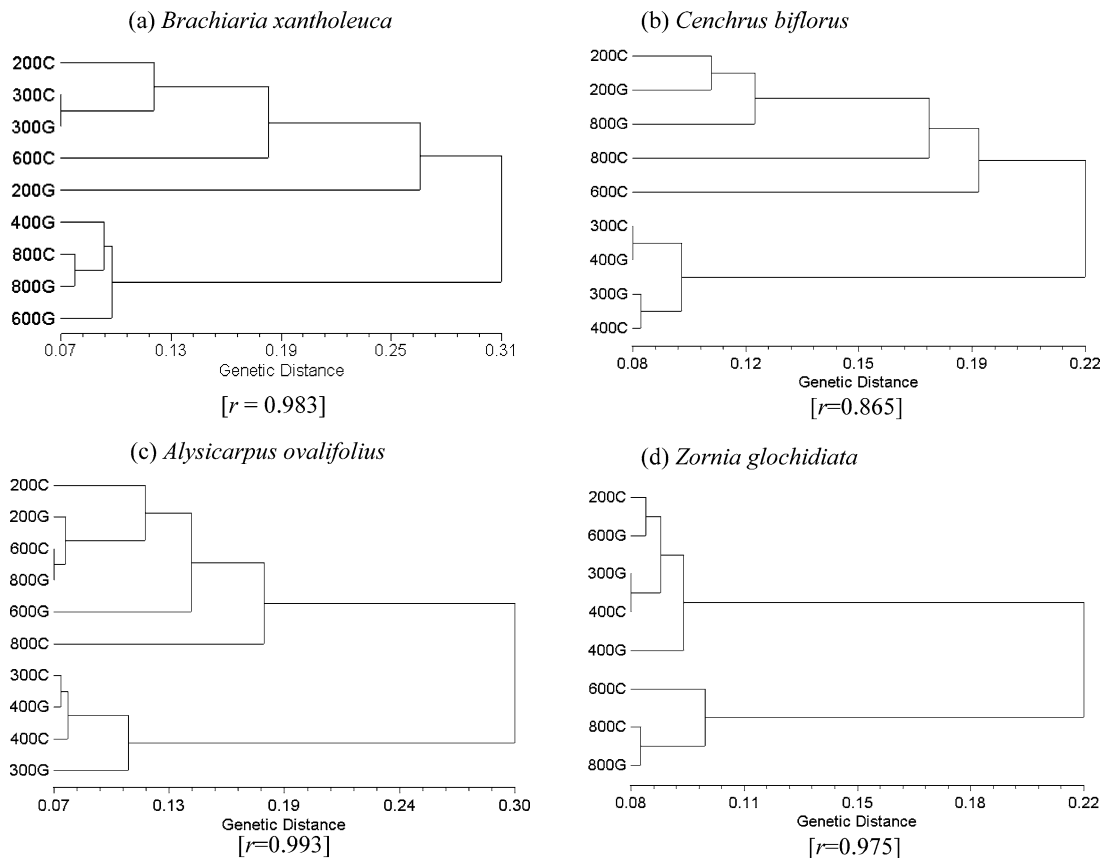 (a) Brachiaria xantholeuca
200C
300C
300G
600C
200G
400G
800C
800G
600G
0.07 0.13 0.19 0.25 0.31
Genetic Distance
[r = 0.983]
(b) Cenchrus biflorus
200C
200G
800G
800C
600C
300C
400G
300G
400C
0.08 0.12 0.15 0.19 0.22
Genetic Distance
[r=0.865]
(c) Alysicarpus ovalifolius
200C
200G
600C
800G
600G
800C
300C
400G
400C
300G
0.07 0.13 0.19 0.24 0.30
Genetic Distance
[r=0.993]
(d) Zornia glochidiata
200C
600G
300G
400C
400G
600C
800C
800G
0.08 0.11 0.15 0.18 0.22
Genetic Distance
[r=0.975]